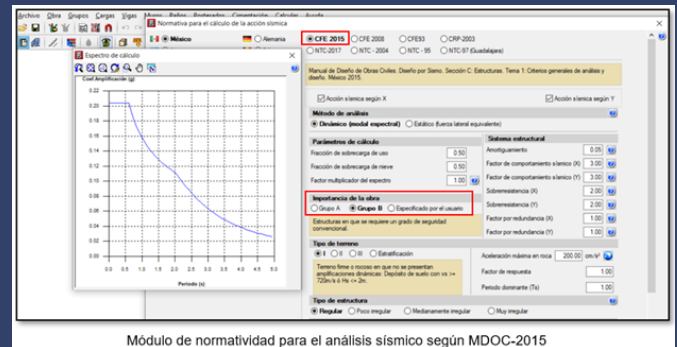 Archivo Obra Grupos Cargas Vigas Muros Paños Postesados Cimentación Calcular Ayuda
Normativa para el cálculo de la acción sísmica
México
Alemania
CFE 2015 CFE 2008 CFE93 CRP-2003
NTC-2017 NTC - 2004 NTC - 95 NTC-97 (Guadalajara)
Manual de Diseño de Obras Civiles. Diseño por Sismo. Sección C: Estructuras. Tema 1: Criterios generales de análisis y
diseño. México 2015.
Acción sísmica según X
Acción sísmica según Y
Método de análisis
Dinámico (modal espectral) Estático (fuerza lateral equivalente)
Parámetros de cálculo
Fracción de sobrecarga de uso 0.50
Fracción de sobrecarga de nieve 0.50
Factor multiplicador del espectro 1.00
Importancia de la obra
Grupo A Grupo B Especificado por el usuario
Estructuras en que se requiere un grado de seguridad
convencional.
Tipo de terreno
I II III Estratificación
Terreno firme o rocoso en que no se presentan
amplificaciones dinámicas: Depósito de suelo con vs >=
720m/s ó Hs <= 2m.
Tipo de estructura
Regular Poco irregular Medianamente irregular Muy irregular
Sistema estructural
Amortiguamiento 0.05
Factor de comportamiento sísmico (X) 3.00
Factor de comportamiento sísmico (Y) 3.00
Sobrerresistencia (X) 2.00
Sobrerresistencia (Y) 2.00
Factor por redundancia (X) 1.00
Factor por redundancia (Y) 1.00
Aceleración máxima en roca 200.00 cm/s²
Factor de respuesta 1.00
Periodo dominante (Ts) 1.00
Espectro de cálculo
Coef.Amplificación (g)
0.22
0.20
0.18
0.15
0.12
0.10
0.08
0.06
0.04
0.02
0.00
0.0 0.5 1.0 1.5 2.0 2.5 3.0 3.5 4.0 4.5 5.0
Periodo (s)
Módulo de normatividad para el análisis sísmico según MDOC-2015